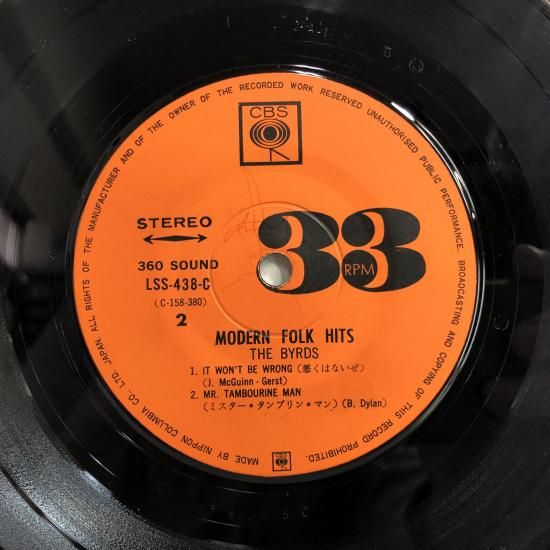 ALL RIGHTS OF THE MANUFACTURER AND OF THE OWNER OF THE RECORDED WORK RESERVED UNAUTHORISED PUBLIC PERFORMANCE, BROADCASTING AND COPYING OF THIS RECORD PROHIBITED.
MADE BY NIPPON COLUMBIA CO. LTD. JAPAN.
CBS
STEREO
33
RPM
360 SOUND
LSS-438-C
(C-158-380)
2
MODERN FOLK HITS
THE BYRDS
1. IT WON'T BE WRONG (悪くはないぜ)
(J. McGuinn - Gerst)
2. MR. TAMBOURINE MAN
(ミスター・タンブリン・マン) (B. Dylan)